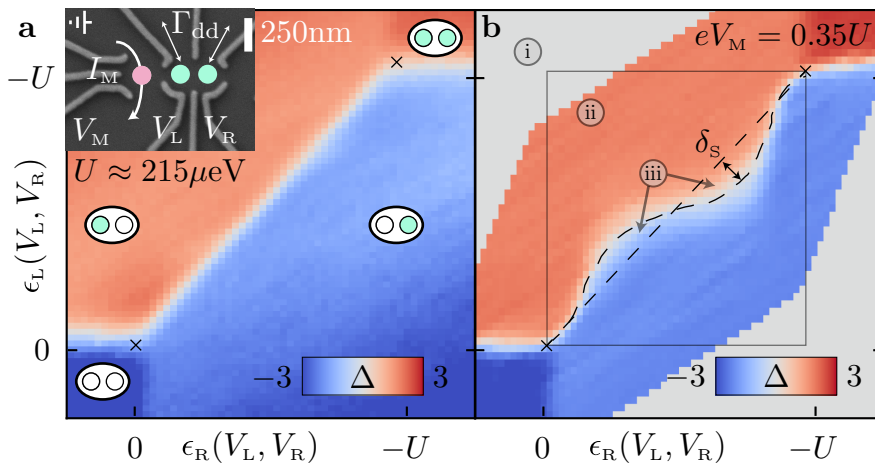 a
Γdd
250nm
IM
VM
VL
VR
U ≈ 215μeV
−U
0
ϵL(VL, VR)
−3 Δ 3
0
ϵR(VL, VR)
−U
b
i
eVM = 0.35U
ii
δS
iii
−3 Δ 3
0
ϵR(VL, VR)
−U